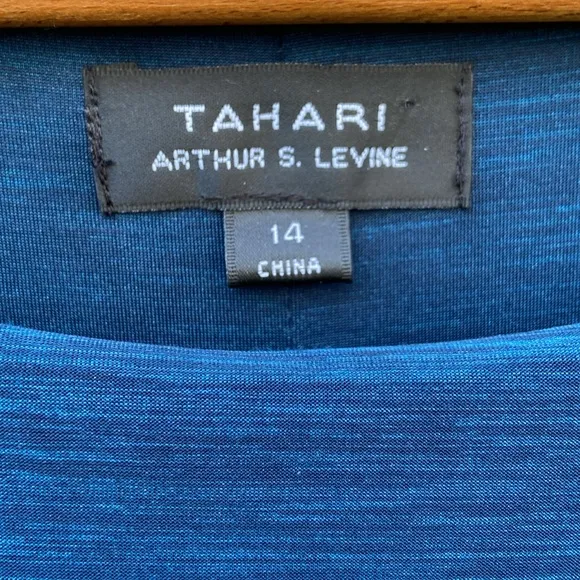 TAHARI
ARTHUR S. LEVINE
14
CHINA